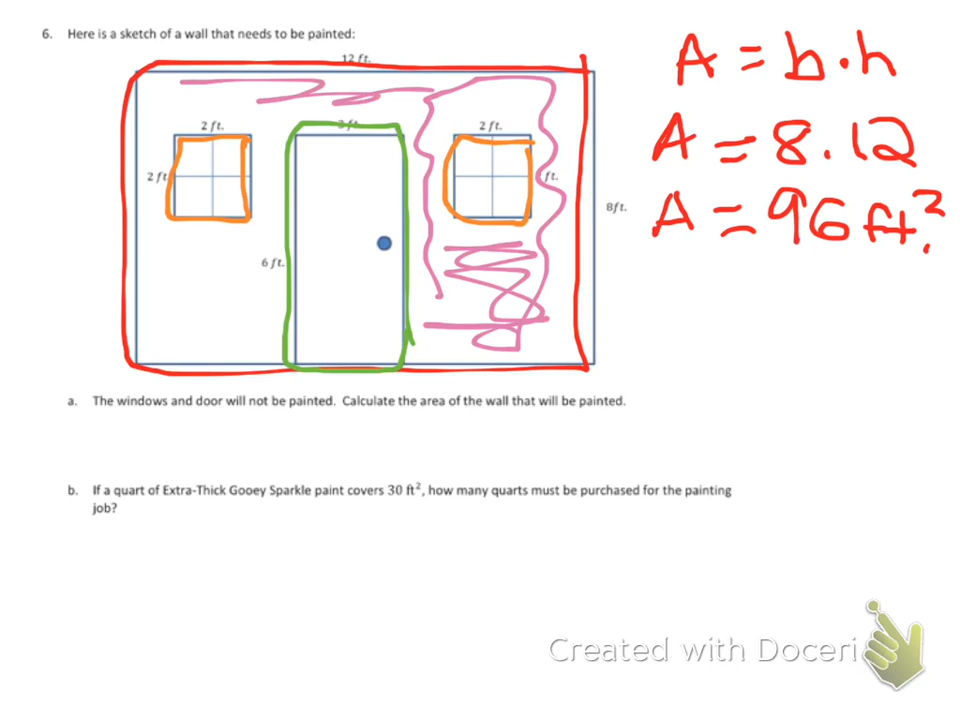 6. Here is a sketch of a wall that needs to be painted:
12 ft.
A = b·h
2 ft.
3 ft.
2 ft.
A = 8·12
2 ft
ft.
8ft.
A = 96 ft².
6 ft.
a. The windows and door will not be painted. Calculate the area of the wall that will be painted.
b. If a quart of Extra-Thick Gooey Sparkle paint covers 30 ft², how many quarts must be purchased for the painting
job?
Created with Doceri